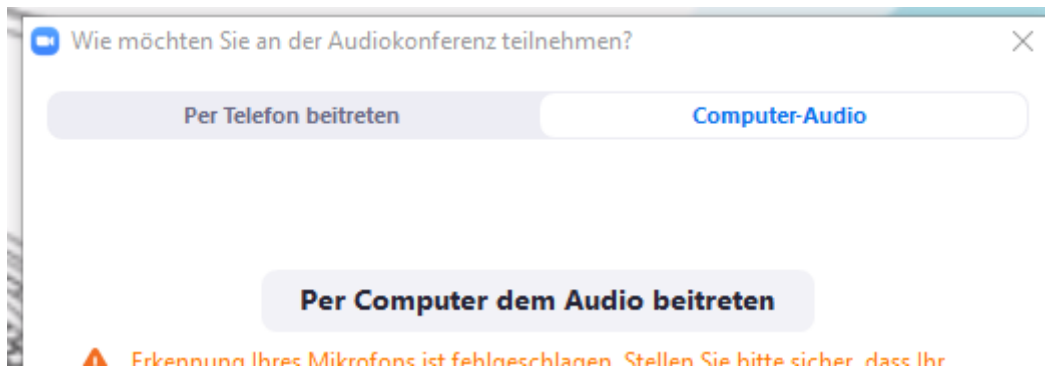 Wie möchten Sie an der Audiokonferenz teilnehmen?
Per Telefon beitreten
Computer-Audio
Per Computer dem Audio beitreten
Erkennung Ihres Mikrofons ist fehlgeschlagen. Stellen Sie bitte sicher, dass Ihr